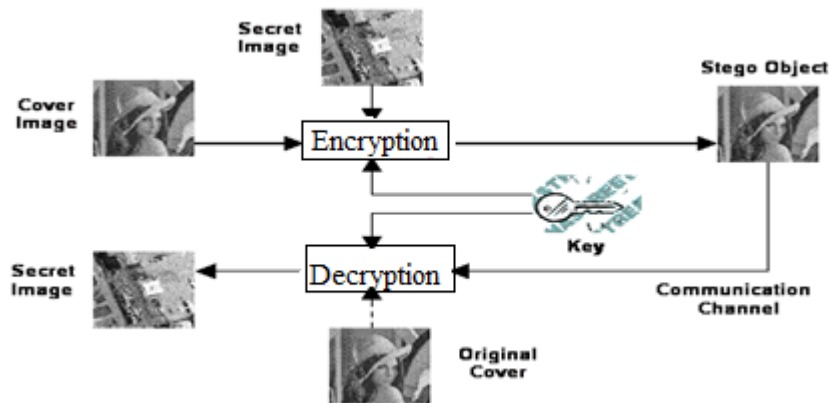 Secret
Image
Stego Object
Cover
Image
Encryption
Key
Secret
Image
Decryption
Communication
Channel
Original
Cover